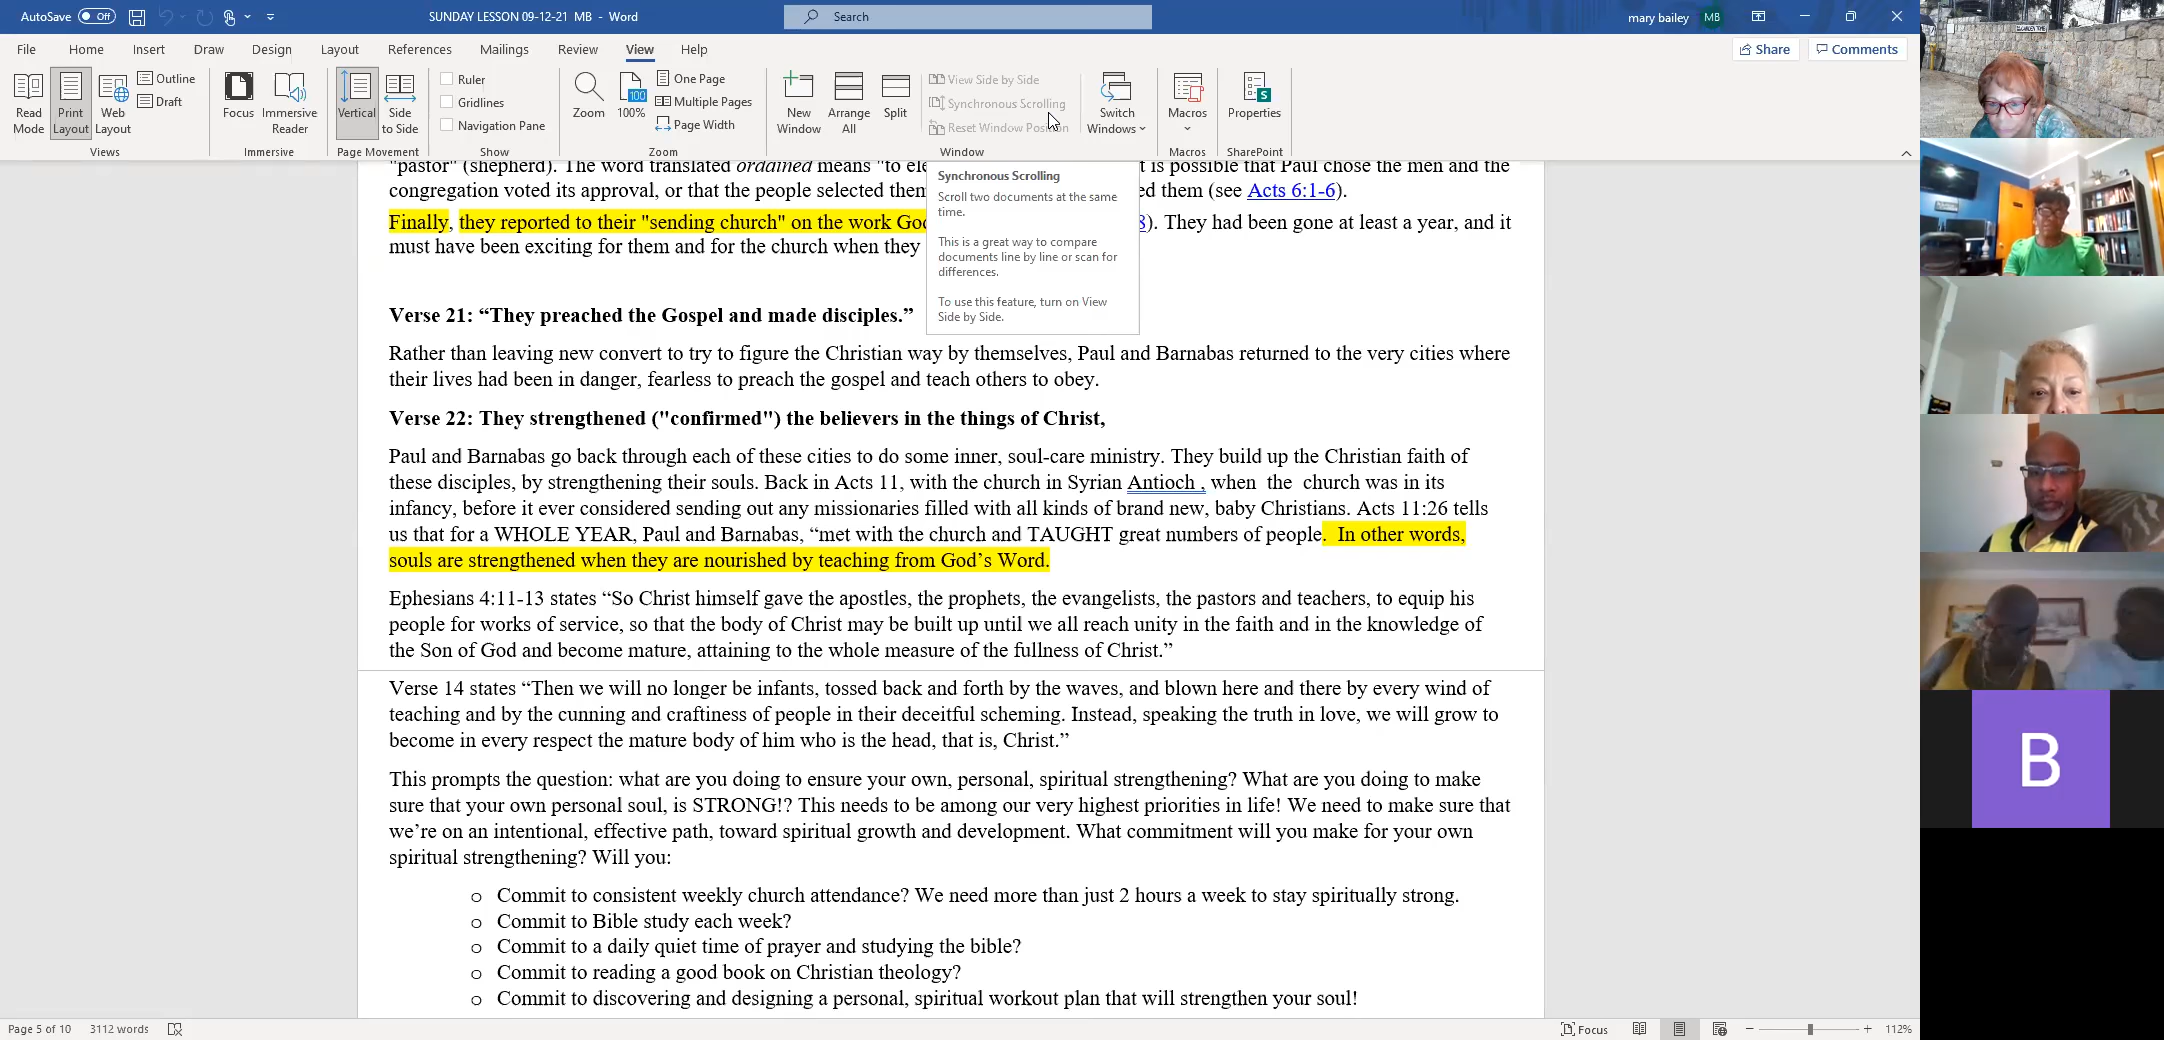 AutoSave Off
SUNDAY LESSON 09-12-21 MB - Word
Search
mary bailey MB
File Home Insert Draw Design Layout References Mailings Review View Help
Share Comments
Read Mode
Print Layout
Web Layout
Outline
Draft
Views
Focus
Immersive Reader
Immersive
Vertical
Side to Side
Page Movement
Ruler
Gridlines
Navigation Pane
Show
Zoom
100
100%
One Page
Multiple Pages
Page Width
Zoom
New Window
Arrange All
Split
View Side by Side
Synchronous Scrolling
Reset Window Position
Switch Windows
Window
Macros
Macros
S
Properties
SharePoint
"pastor" (shepherd). The word translated ordained means "to ele t is possible that Paul chose the men and the
congregation voted its approval, or that the people selected them ed them (see Acts 6:1-6).
Finally, they reported to their "sending church" on the work God 8). They had been gone at least a year, and it
must have been exciting for them and for the church when they
Synchronous Scrolling
Scroll two documents at the same
time.
This is a great way to compare
documents line by line or scan for
differences.
To use this feature, turn on View
Side by Side.
Verse 21: “They preached the Gospel and made disciples.”
Rather than leaving new convert to try to figure the Christian way by themselves, Paul and Barnabas returned to the very cities where
their lives had been in danger, fearless to preach the gospel and teach others to obey.
Verse 22: They strengthened ("confirmed") the believers in the things of Christ,
Paul and Barnabas go back through each of these cities to do some inner, soul-care ministry. They build up the Christian faith of
these disciples, by strengthening their souls. Back in Acts 11, with the church in Syrian Antioch , when the church was in its
infancy, before it ever considered sending out any missionaries filled with all kinds of brand new, baby Christians. Acts 11:26 tells
us that for a WHOLE YEAR, Paul and Barnabas, “met with the church and TAUGHT great numbers of people. In other words,
souls are strengthened when they are nourished by teaching from God’s Word.
Ephesians 4:11-13 states “So Christ himself gave the apostles, the prophets, the evangelists, the pastors and teachers, to equip his
people for works of service, so that the body of Christ may be built up until we all reach unity in the faith and in the knowledge of
the Son of God and become mature, attaining to the whole measure of the fullness of Christ.”
Verse 14 states “Then we will no longer be infants, tossed back and forth by the waves, and blown here and there by every wind of
teaching and by the cunning and craftiness of people in their deceitful scheming. Instead, speaking the truth in love, we will grow to
become in every respect the mature body of him who is the head, that is, Christ.”
This prompts the question: what are you doing to ensure your own, personal, spiritual strengthening? What are you doing to make
sure that your own personal soul, is STRONG!? This needs to be among our very highest priorities in life! We need to make sure that
we’re on an intentional, effective path, toward spiritual growth and development. What commitment will you make for your own
spiritual strengthening? Will you:
o Commit to consistent weekly church attendance? We need more than just 2 hours a week to stay spiritually strong.
o Commit to Bible study each week?
o Commit to a daily quiet time of prayer and studying the bible?
o Commit to reading a good book on Christian theology?
o Commit to discovering and designing a personal, spiritual workout plan that will strengthen your soul!
B
Page 5 of 10 3112 words
Focus
112%